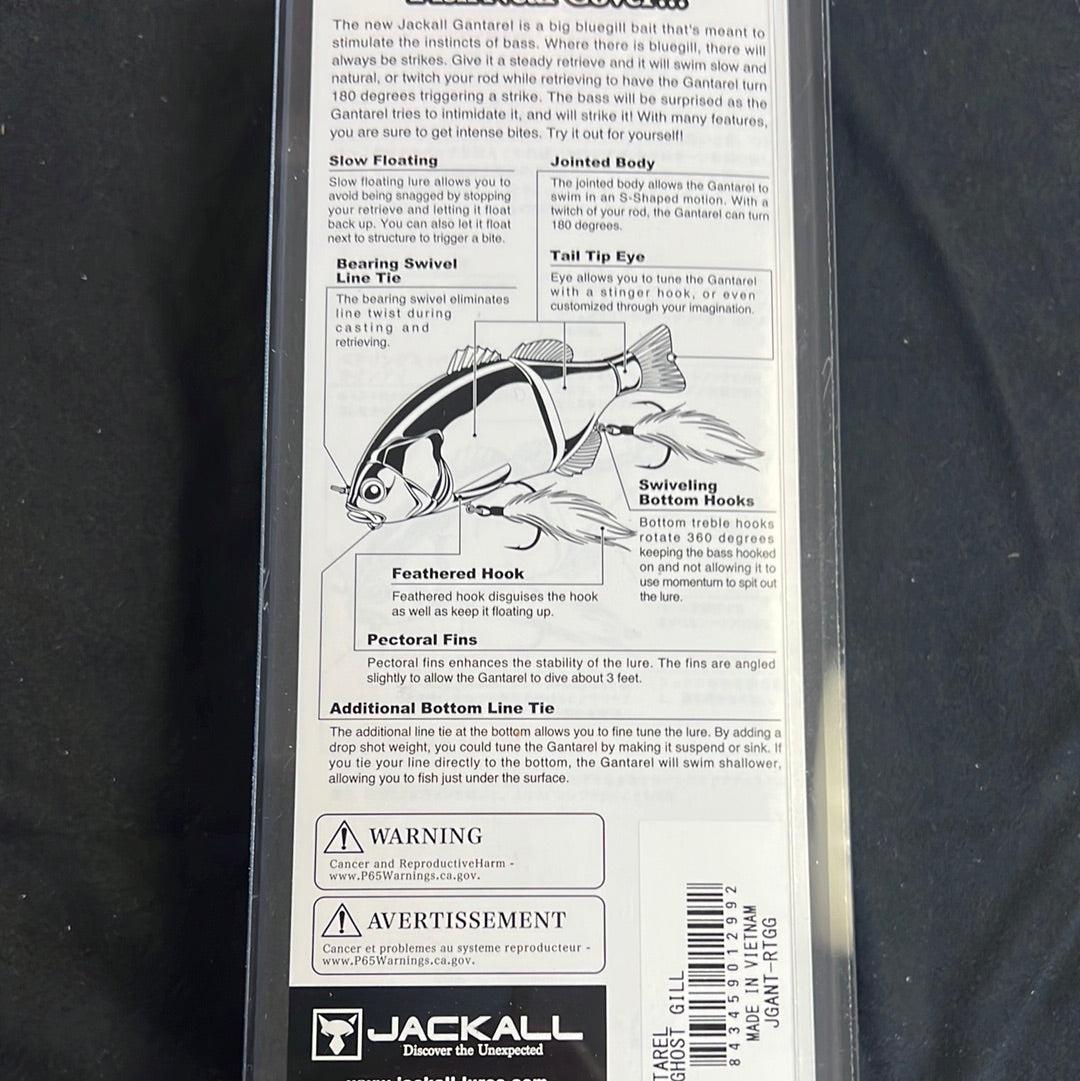 The new Jackall Gantarel is a big bluegill bait that's meant to
stimulate the instincts of bass. Where there is bluegill, there will
always be strikes. Give it a steady retrieve and it will swim slow and
natural, or twitch your rod while retrieving to have the Gantarel turn
180 degrees triggering a strike. The bass will be surprised as the
Gantarel tries to intimidate it, and will strike it! With many features,
you are sure to get intense bites. Try it out for yourself!
Slow Floating
Slow floating lure allows you to
avoid being snagged by stopping
your retrieve and letting it float
back up. You can also let it float
next to structure to trigger a bite.
Jointed Body
The jointed body allows the Gantarel to
swim in an S-Shaped motion. With a
twitch of your rod, the Gantarel can turn
180 degrees.
Bearing Swivel
Line Tie
The bearing swivel eliminates
line twist during
casting and
retrieving.
Tail Tip Eye
Eye allows you to tune the Gantarel
with a stinger hook, or even
customized through your imagination.
Swiveling
Bottom Hooks
Bottom treble hooks
rotate 360 degrees
keeping the bass hooked
on and not allowing it to
use momentum to spit out
the lure.
Feathered Hook
Feathered hook disguises the hook
as well as keep it floating up.
Pectoral Fins
Pectoral fins enhances the stability of the lure. The fins are angled
slightly to allow the Gantarel to dive about 3 feet.
Additional Bottom Line Tie
The additional line tie at the bottom allows you to fine tune the lure. By adding a
drop shot weight, you could tune the Gantarel by making it suspend or sink. If
you tie your line directly to the bottom, the Gantarel will swim shallower,
allowing you to fish just under the surface.
WARNING
Cancer and ReproductiveHarm -
www.P65Warnings.ca.gov.
AVERTISSEMENT
Cancer et problemes au systeme reproducteur -
www.P65Warnings.ca.gov.
JACKALL
Discover the Unexpected
www.jackall-lures.com
TAREL
GHOST GILL
8 43459 01299 2
MADE IN VIETNAM
JGANT-RTGG